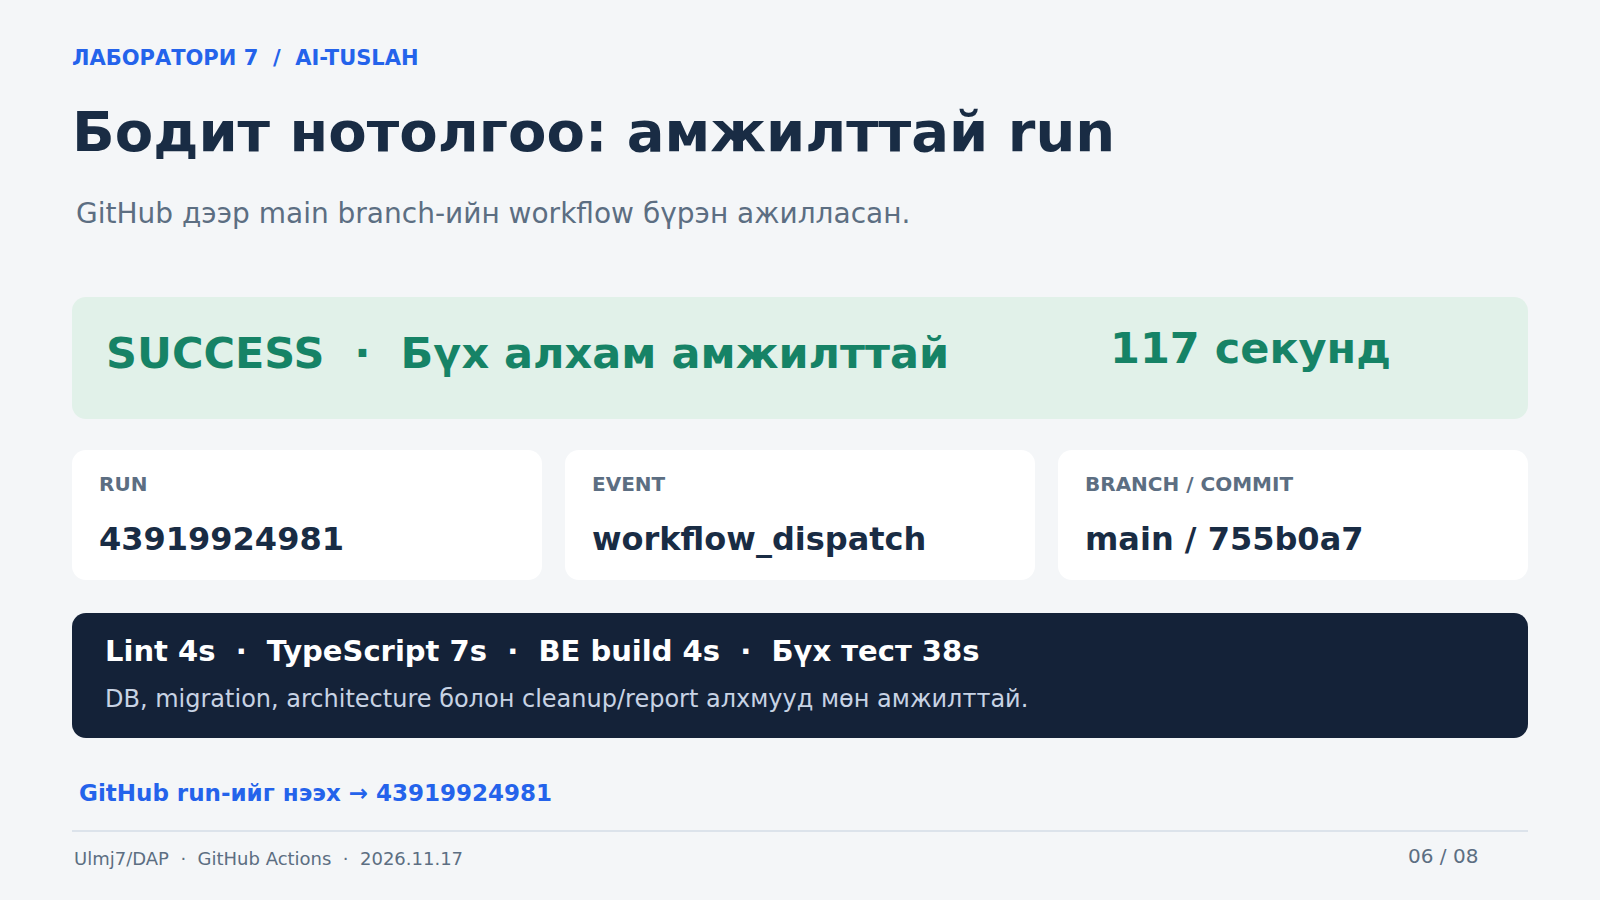 ЛАБОРАТОРИ 7 / AI-TUSLAH
Бодит нотолгоо: амжилттай run
GitHub дээр main branch-ийн workflow бүрэн ажилласан.
SUCCESS · Бүх алхам амжилттай 117 секунд
RUN
43919924981
EVENT
workflow_dispatch
BRANCH / COMMIT
main / 755b0a7
Lint 4s · TypeScript 7s · BE build 4s · Бүх тест 38s
DB, migration, architecture болон cleanup/report алхмууд мөн амжилттай.
GitHub run-ийг нээх → 43919924981
Ulmj7/DAP · GitHub Actions · 2026.11.17
06 / 08